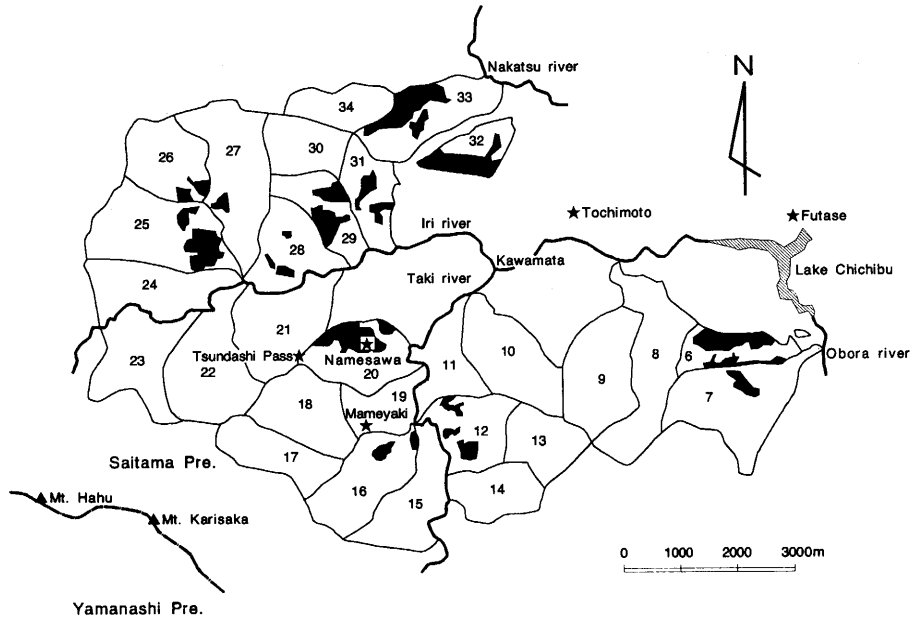 Nakatsu river
N
34
33
32
26
27
30
31
★Tochimoto
★Futase
25
Iri river
28
29
Kawamata
Lake Chichibu
Taki river
24
21
Tsundashi Pass★
Namesawa
20
11
10
8
6
Obora river
23
22
9
7
18
19
Mameyaki
12
13
17
Saitama Pre.
16
15
14
▲Mt. Hahu
▲Mt. Karisaka
0 1000 2000 3000m
Yamanashi Pre.